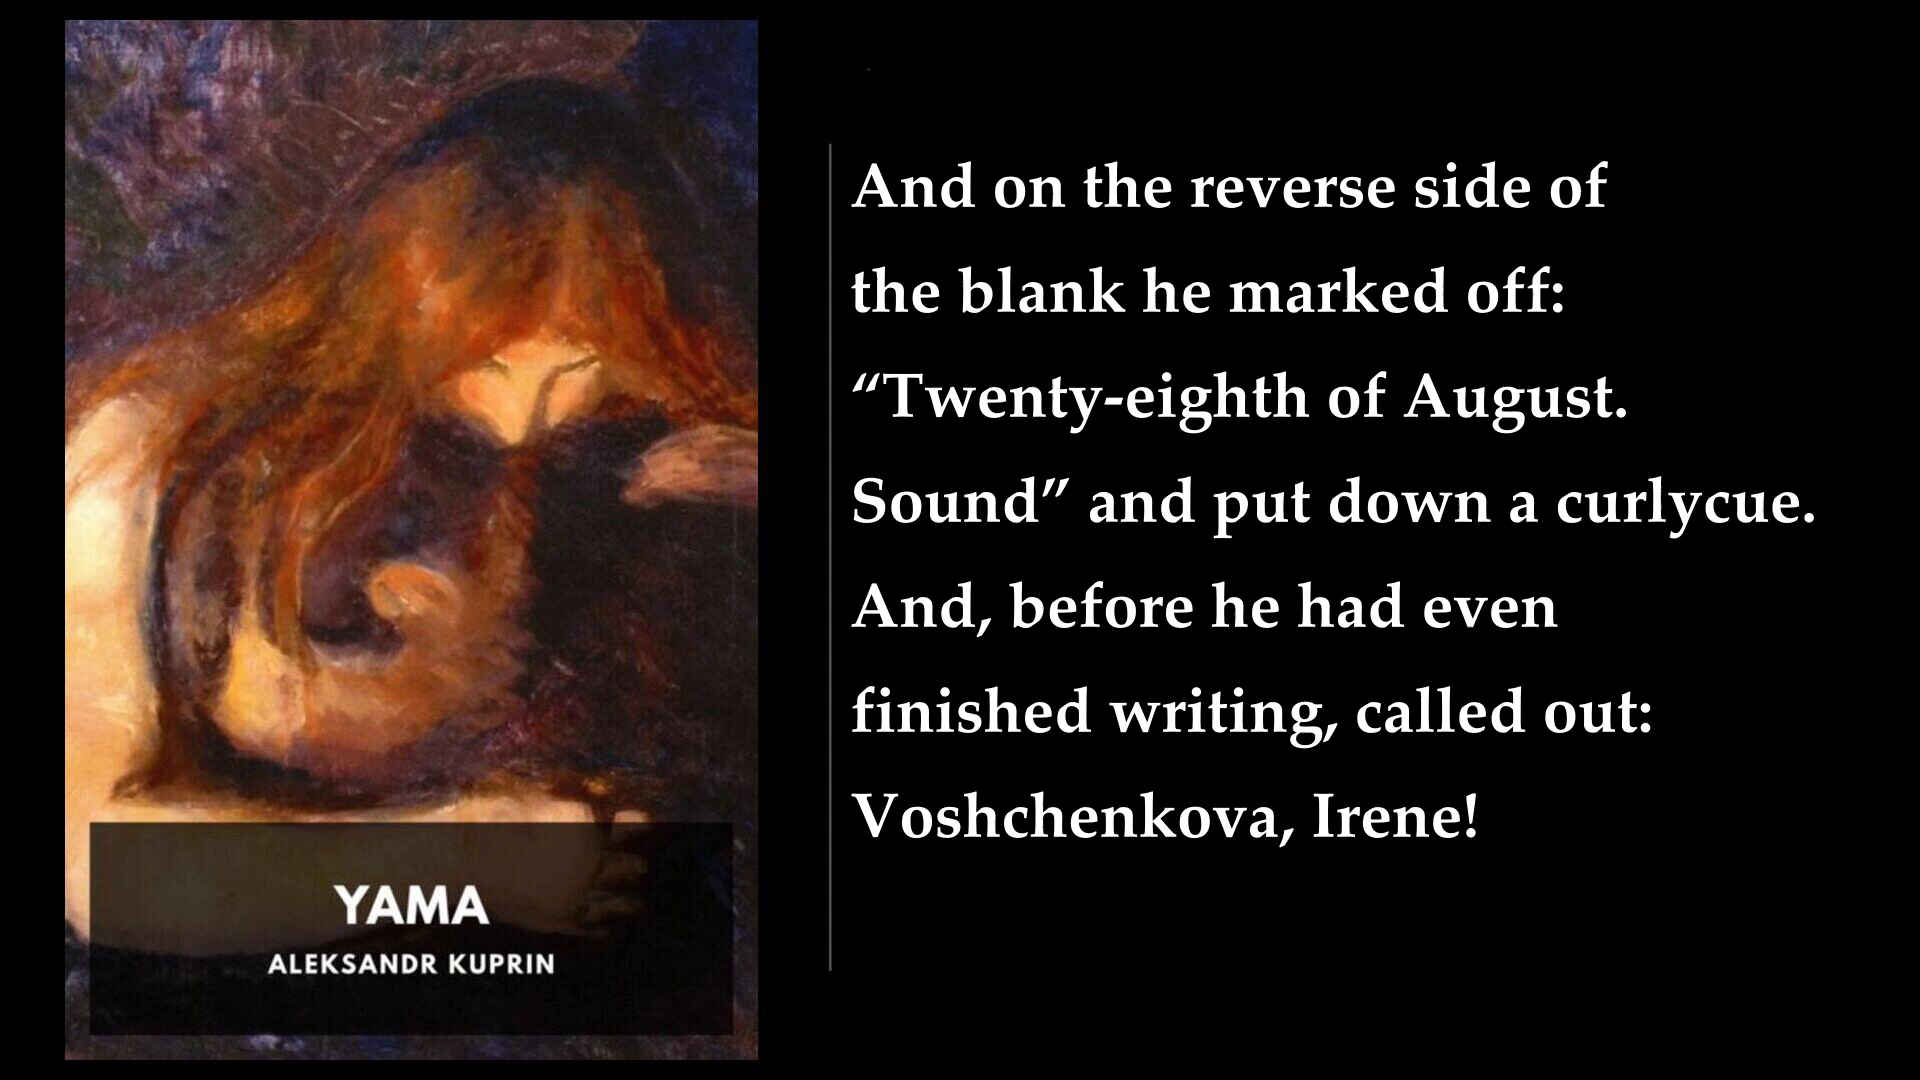 YAMA
ALEKSANDR KUPRIN
And on the reverse side of
the blank he marked off:
“Twenty-eighth of August.
Sound” and put down a curlycue.
And, before he had even
finished writing, called out:
Voshchenkova, Irene!